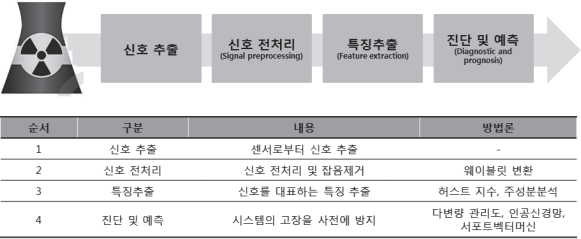 신호 추출
신호 전처리
(Signal preprocessing)
특징추출
(Feature extraction)
진단 및 예측
(Diagnostic and
prognosis)
순서 구분 내용 방법론
1 신호 추출 센서로부터 신호 추출 -
2 신호 전처리 신호 전처리 및 잡음제거 웨이블릿 변환
3 특징추출 신호를 대표하는 특징 추출 허스트 지수, 주성분분석
4 진단 및 예측 시스템의 고장을 사전에 방지 다변량 관리도, 인공신경망,
서포트벡터머신